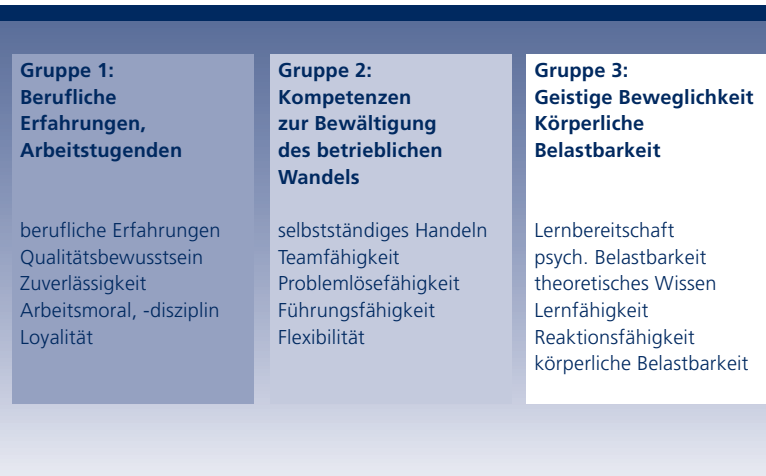 Gruppe 1:
Berufliche
Erfahrungen,
Arbeitstugenden
berufliche Erfahrungen
Qualitätsbewusstsein
Zuverlässigkeit
Arbeitsmoral, -disziplin
Loyalität
Gruppe 2:
Kompetenzen
zur Bewältigung
des betrieblichen
Wandels
selbstständiges Handeln
Teamfähigkeit
Problemlösefähigkeit
Führungsfähigkeit
Flexibilität
Gruppe 3:
Geistige Beweglichkeit
Körperliche
Belastbarkeit
Lernbereitschaft
psych. Belastbarkeit
theoretisches Wissen
Lernfähigkeit
Reaktionsfähigkeit
körperliche Belastbarkeit